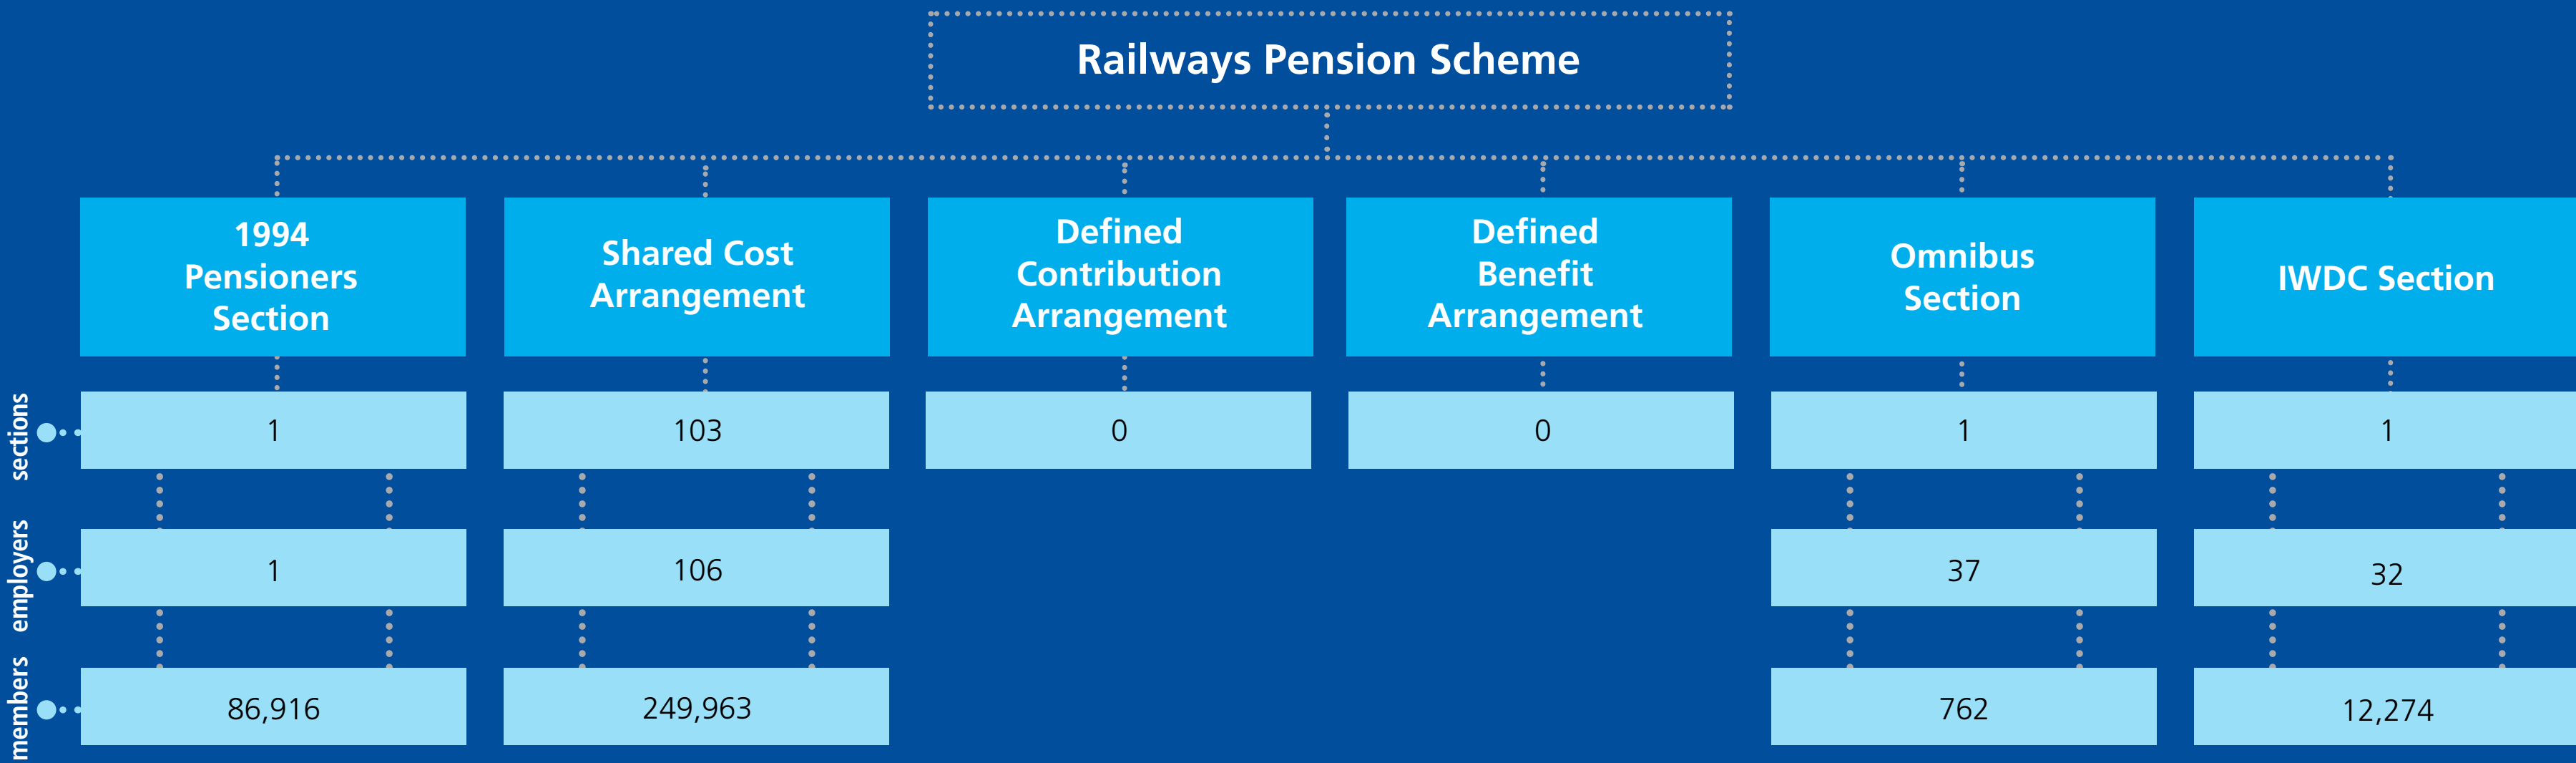 Railways Pension Scheme
1994
Pensioners
Section
Shared Cost
Arrangement
Defined
Contribution
Arrangement
Defined
Benefit
Arrangement
Omnibus
Section
IWDC Section
sections
1
103
0
0
1
1
employers
1
106
37
32
members
86,916
249,963
762
12,274